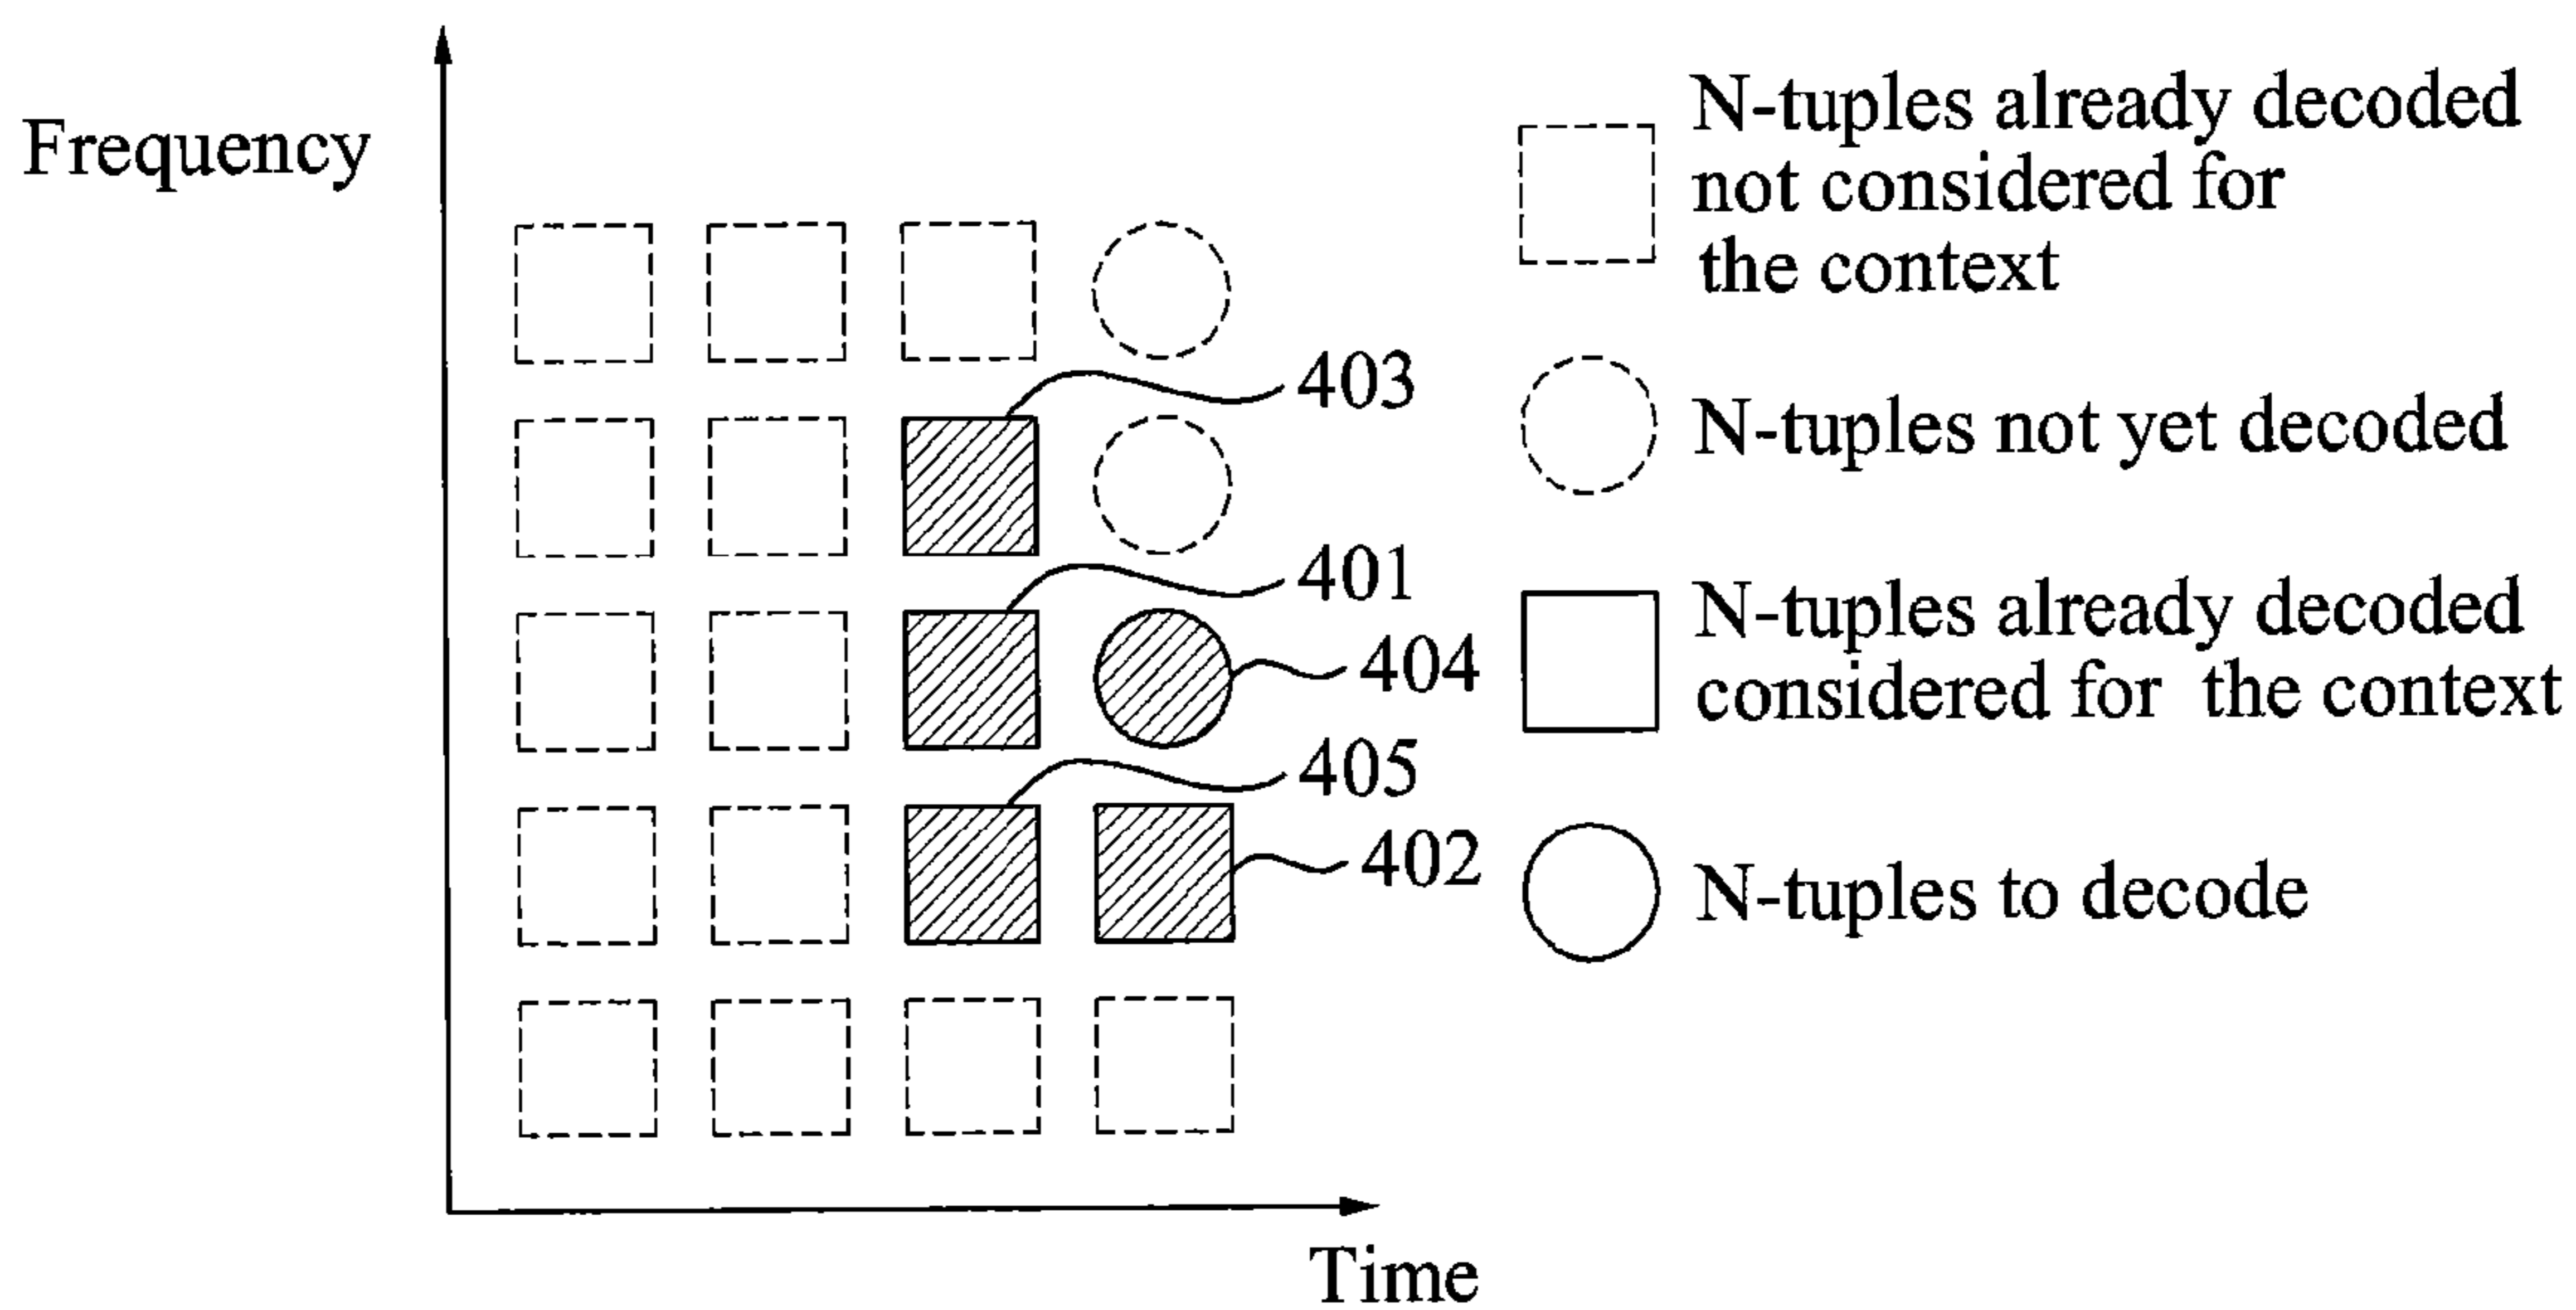 Frequency
403
401
404
405
402
Time
N-tuples already decoded
not considered for
the context
N-tuples not yet decoded
N-tuples already decoded
considered for the context
N-tuples to decode